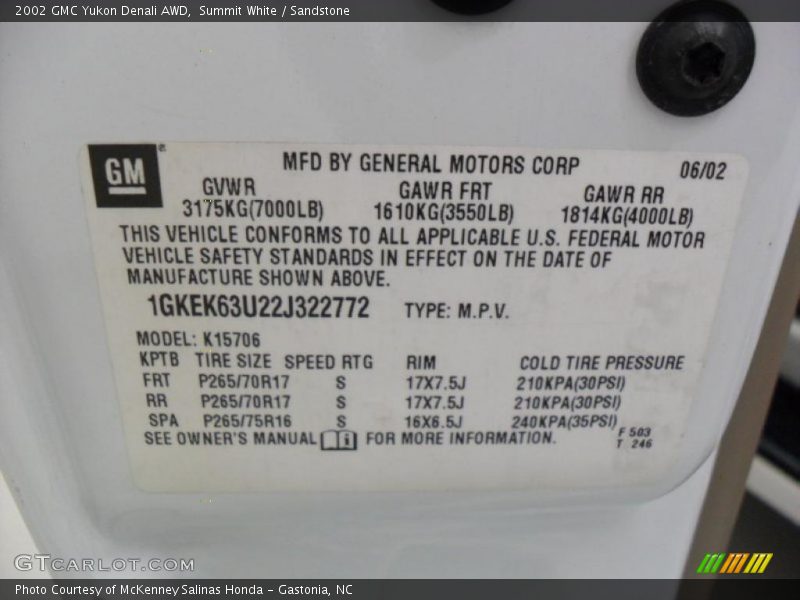 2002 GMC Yukon Denali AWD, Summit White / Sandstone
GM MFD BY GENERAL MOTORS CORP 06/02
GVWR GAWR FRT GAWR RR
3175KG(7000LB) 1610KG(3550LB) 1814KG(4000LB)
THIS VEHICLE CONFORMS TO ALL APPLICABLE U.S. FEDERAL MOTOR
VEHICLE SAFETY STANDARDS IN EFFECT ON THE DATE OF
MANUFACTURE SHOWN ABOVE.
1GKEK63U22J322772 TYPE: M.P.V.
MODEL: K15706
KPTB TIRE SIZE SPEED RTG RIM COLD TIRE PRESSURE
FRT P265/70R17 S 17X7.5J 210KPA(30PSI)
RR P265/70R17 S 17X7.5J 210KPA(30PSI)
SPA P265/75R16 S 16X6.5J 240KPA(35PSI)
SEE OWNER'S MANUAL FOR MORE INFORMATION. F 503
T 246
GTCARLOT.COM
Photo Courtesy of McKenney Salinas Honda - Gastonia, NC